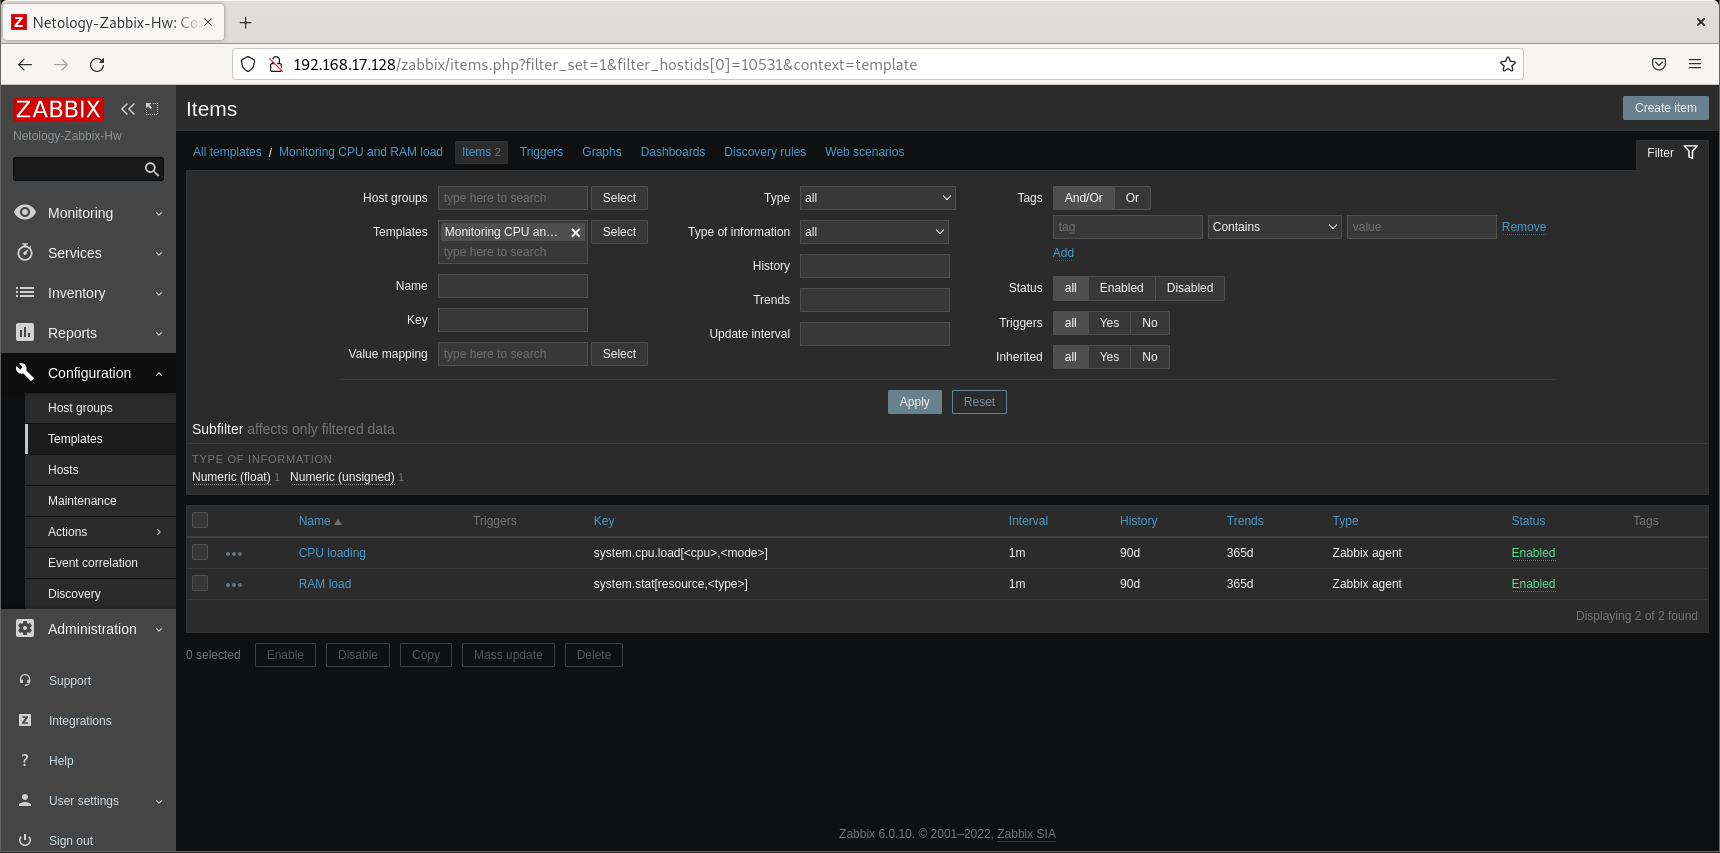 Netology-Zabbix-Hw: Co
192.168.17.128/zabbix/items.php?filter_set=1&filter_hostids[0]=10531&context=template
ZABBIX
Netology-Zabbix-Hw
Monitoring
Services
Inventory
Reports
Configuration
Host groups
Templates
Hosts
Maintenance
Actions
Event correlation
Discovery
Administration
Support
Integrations
Help
User settings
Sign out
Items
Create item
All templates / Monitoring CPU and RAM load Items 2 Triggers Graphs Dashboards Discovery rules Web scenarios
Filter
Host groups type here to search Select
Templates Monitoring CPU an... Select
type here to search
Name
Key
Value mapping type here to search Select
Type all
Type of information all
History
Trends
Update interval
Tags And/Or Or
tag Contains value Remove
Add
Status all Enabled Disabled
Triggers all Yes No
Inherited all Yes No
Apply Reset
Subfilter affects only filtered data
TYPE OF INFORMATION
Numeric (float) 1 Numeric (unsigned) 1
Name Triggers Key Interval History Trends Type Status Tags
CPU loading system.cpu.load[<cpu>,<mode>] 1m 90d 365d Zabbix agent Enabled
RAM load system.stat[resource,<type>] 1m 90d 365d Zabbix agent Enabled
Displaying 2 of 2 found
0 selected Enable Disable Copy Mass update Delete
Zabbix 6.0.10. © 2001–2022, Zabbix SIA